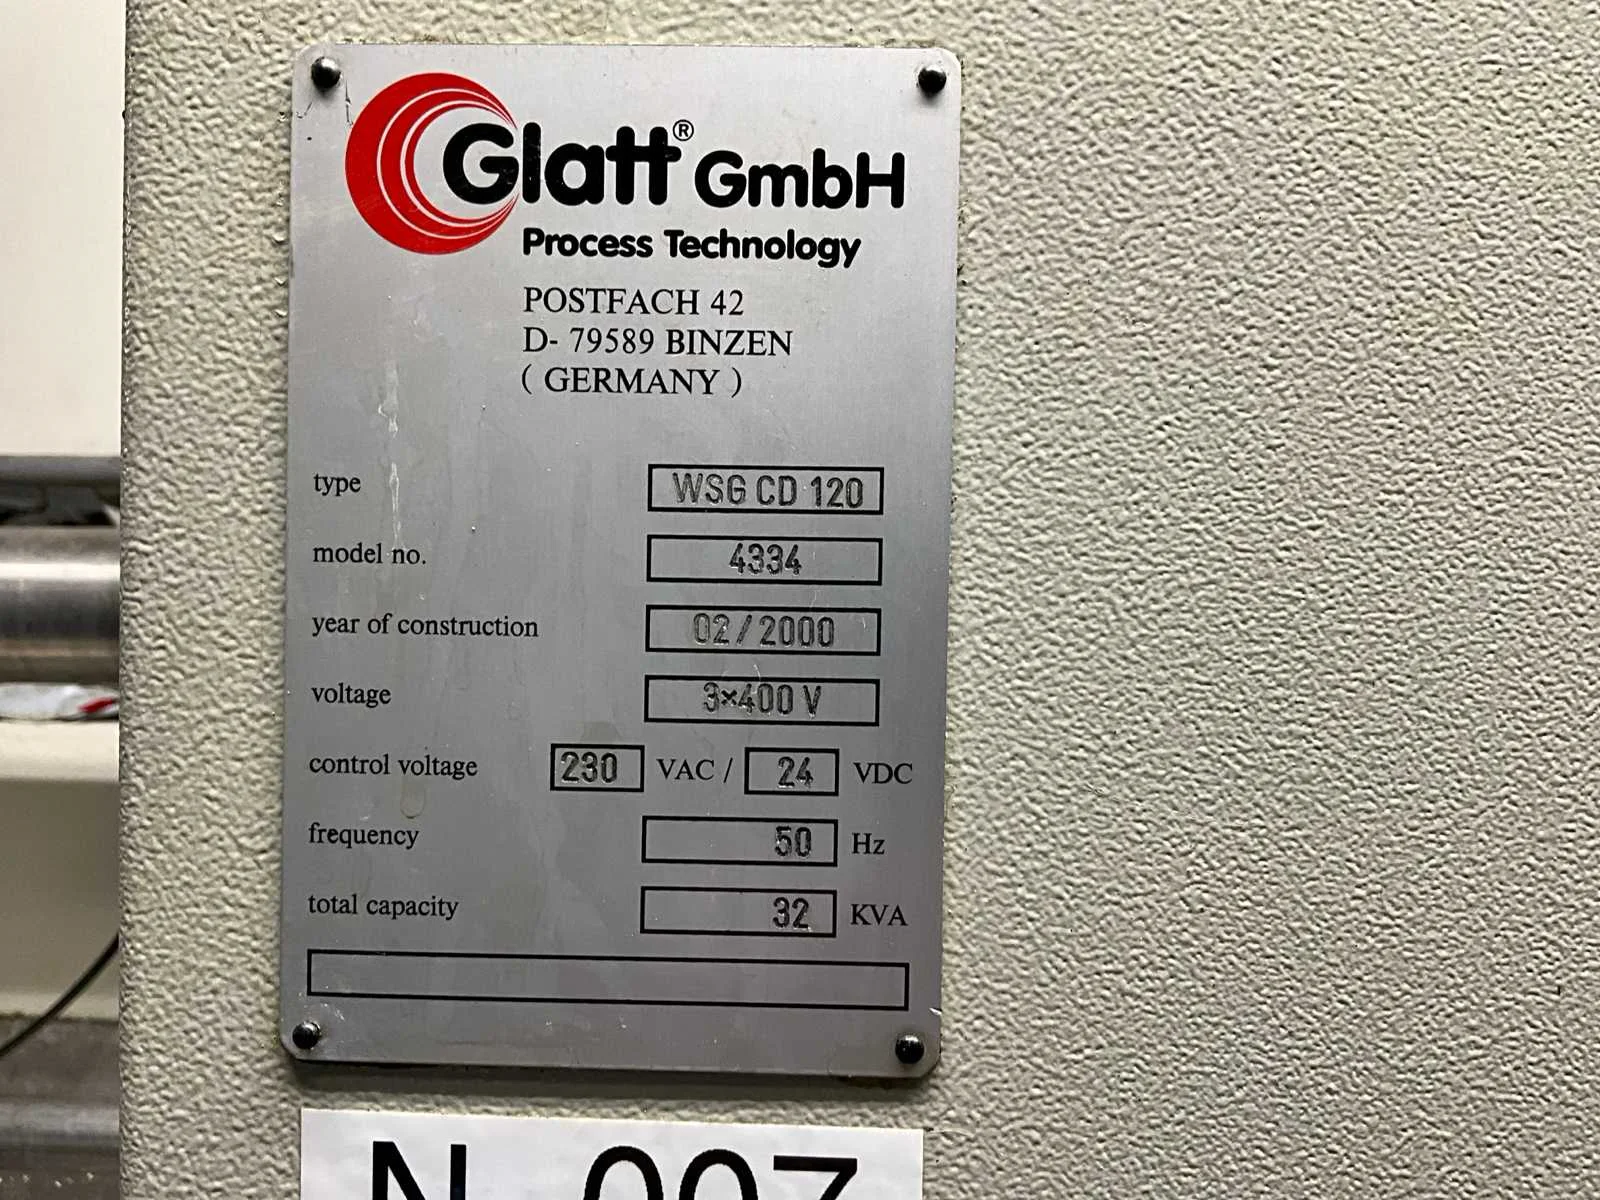 Glatt® GmbH
Process Technology
POSTFACH 42
D- 79589 BINZEN
( GERMANY )
type WSG CD 120
model no. 4334
year of construction 02/2000
voltage 3×400 V
control voltage 230 VAC / 24 VDC
frequency 50 Hz
total capacity 32 KVA
N 007